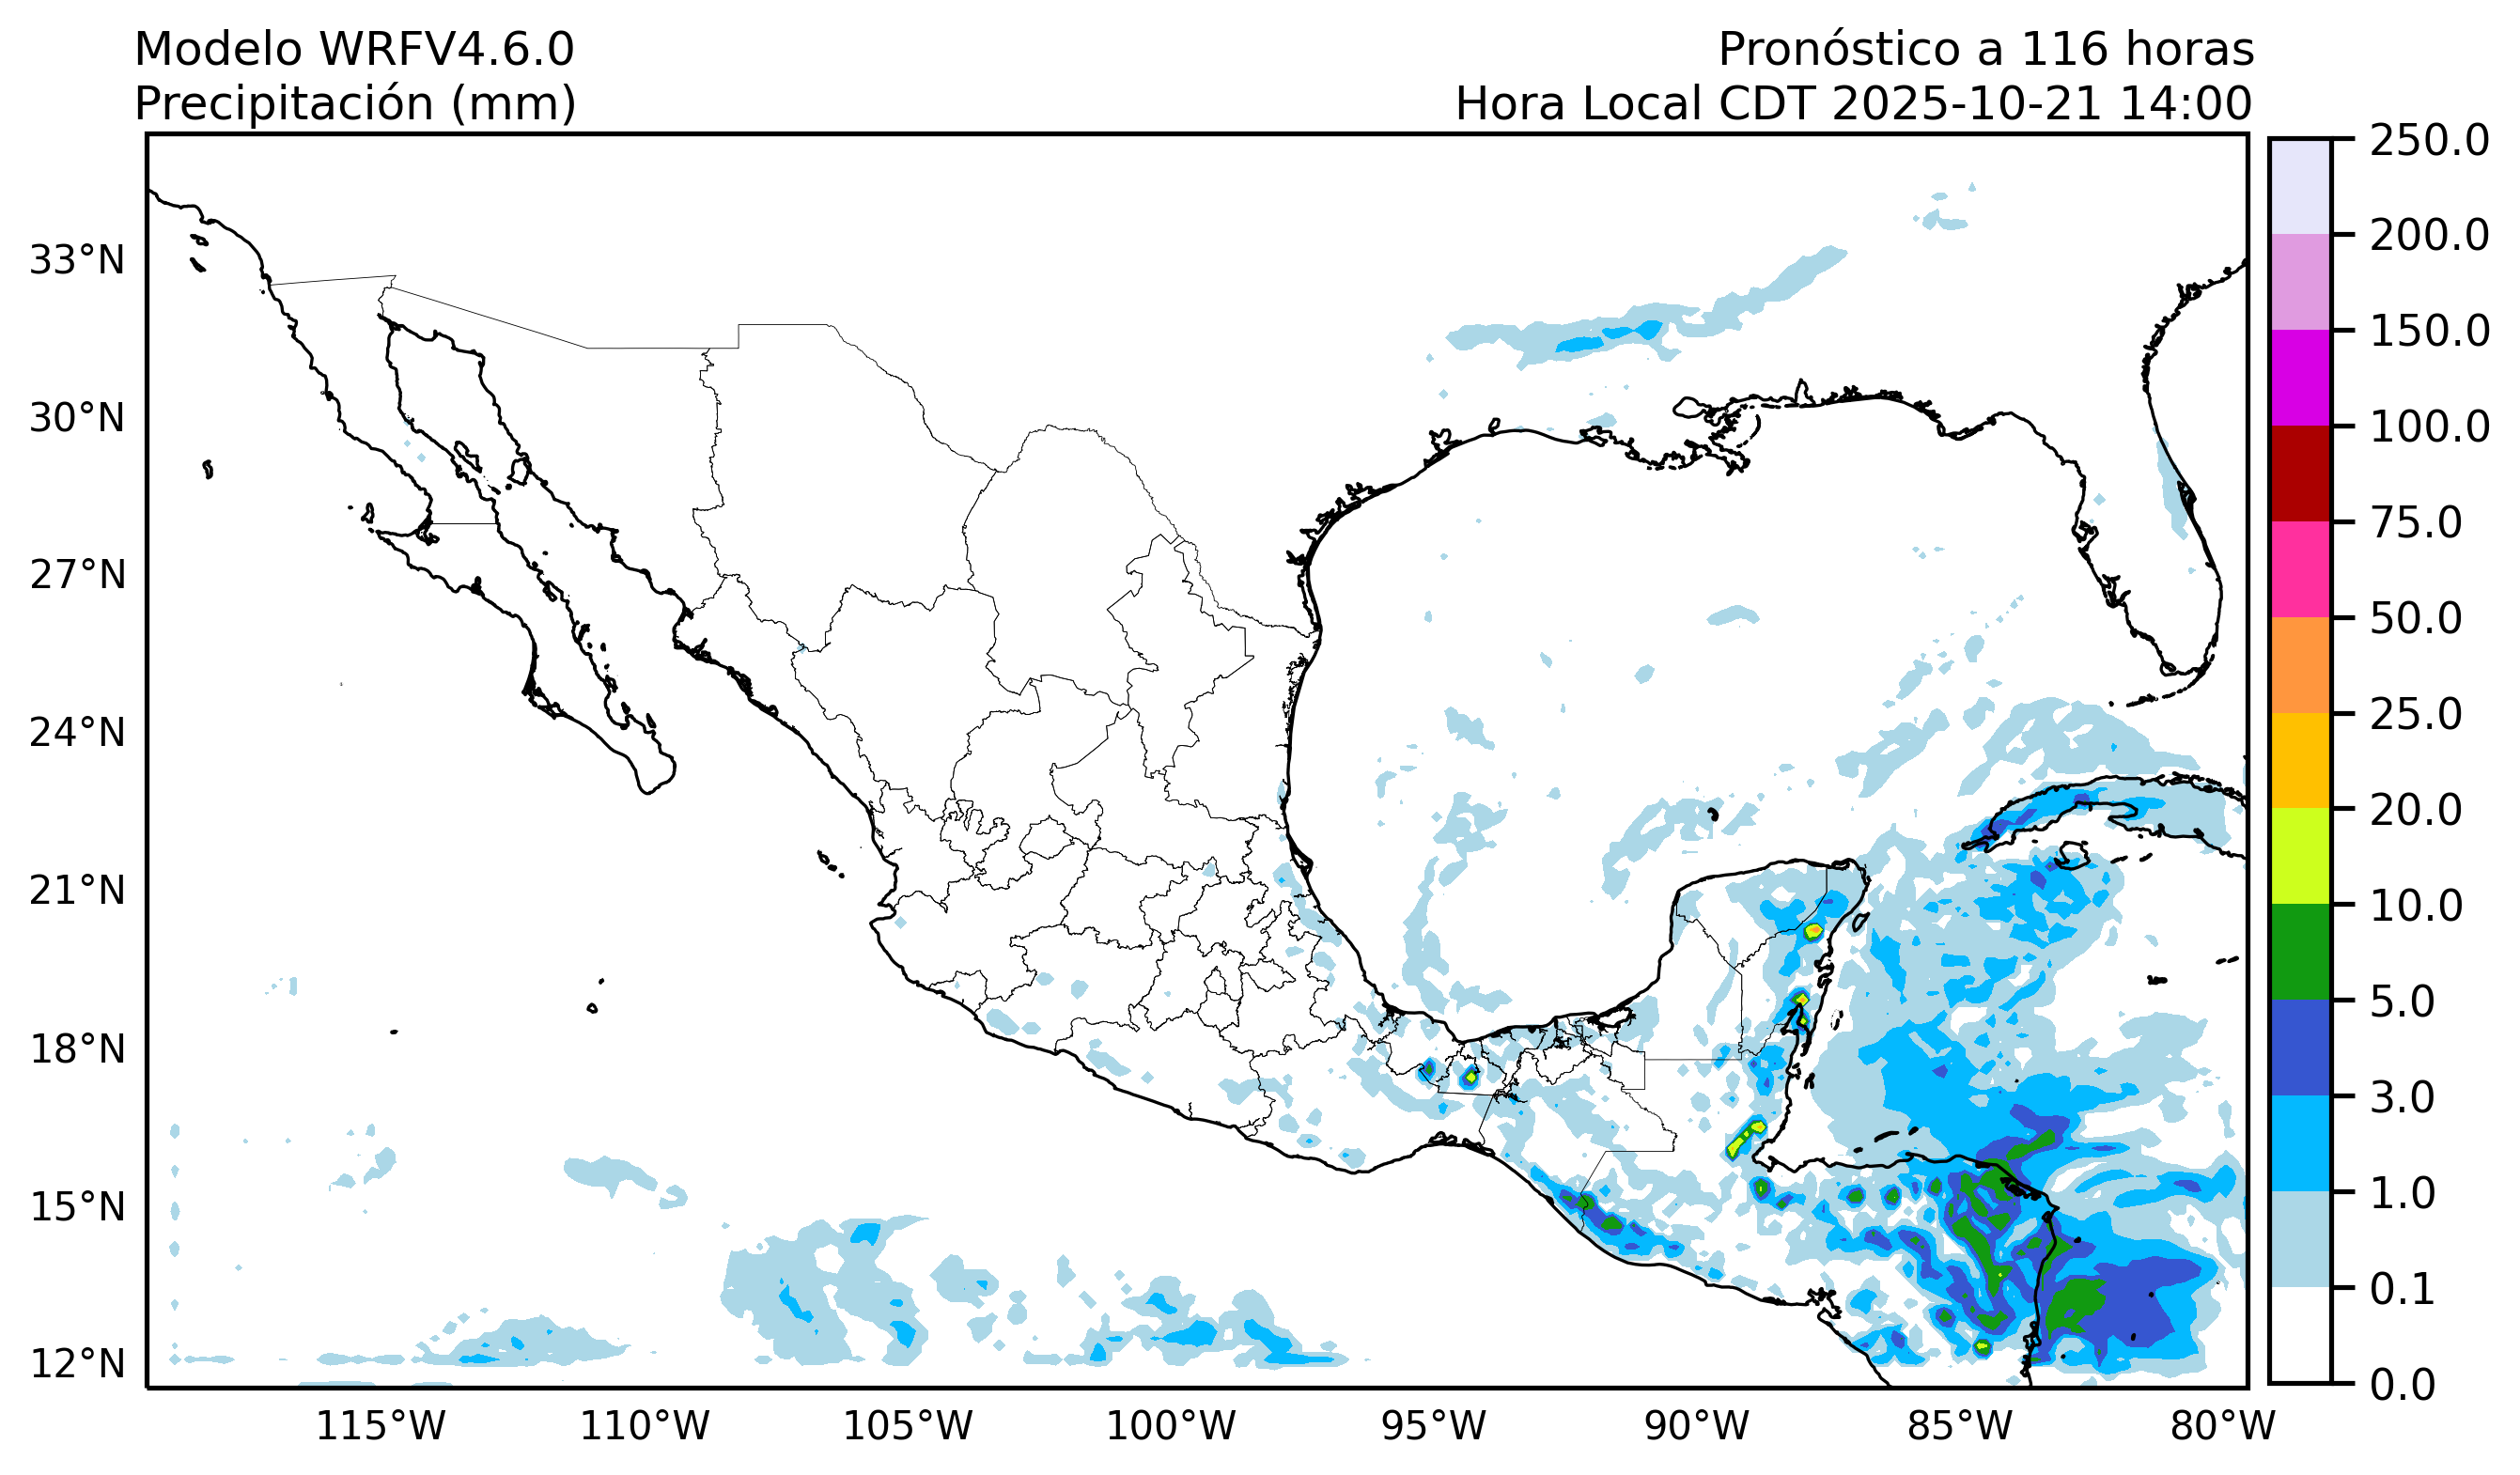 Modelo WRFV4.6.0
Precipitación (mm)
Pronóstico a 116 horas
Hora Local CDT 2025-10-21 14:00
33°N
30°N
27°N
24°N
21°N
18°N
15°N
12°N
115°W
110°W
105°W
100°W
95°W
90°W
85°W
80°W
250.0
200.0
150.0
100.0
75.0
50.0
25.0
20.0
10.0
5.0
3.0
1.0
0.1
0.0